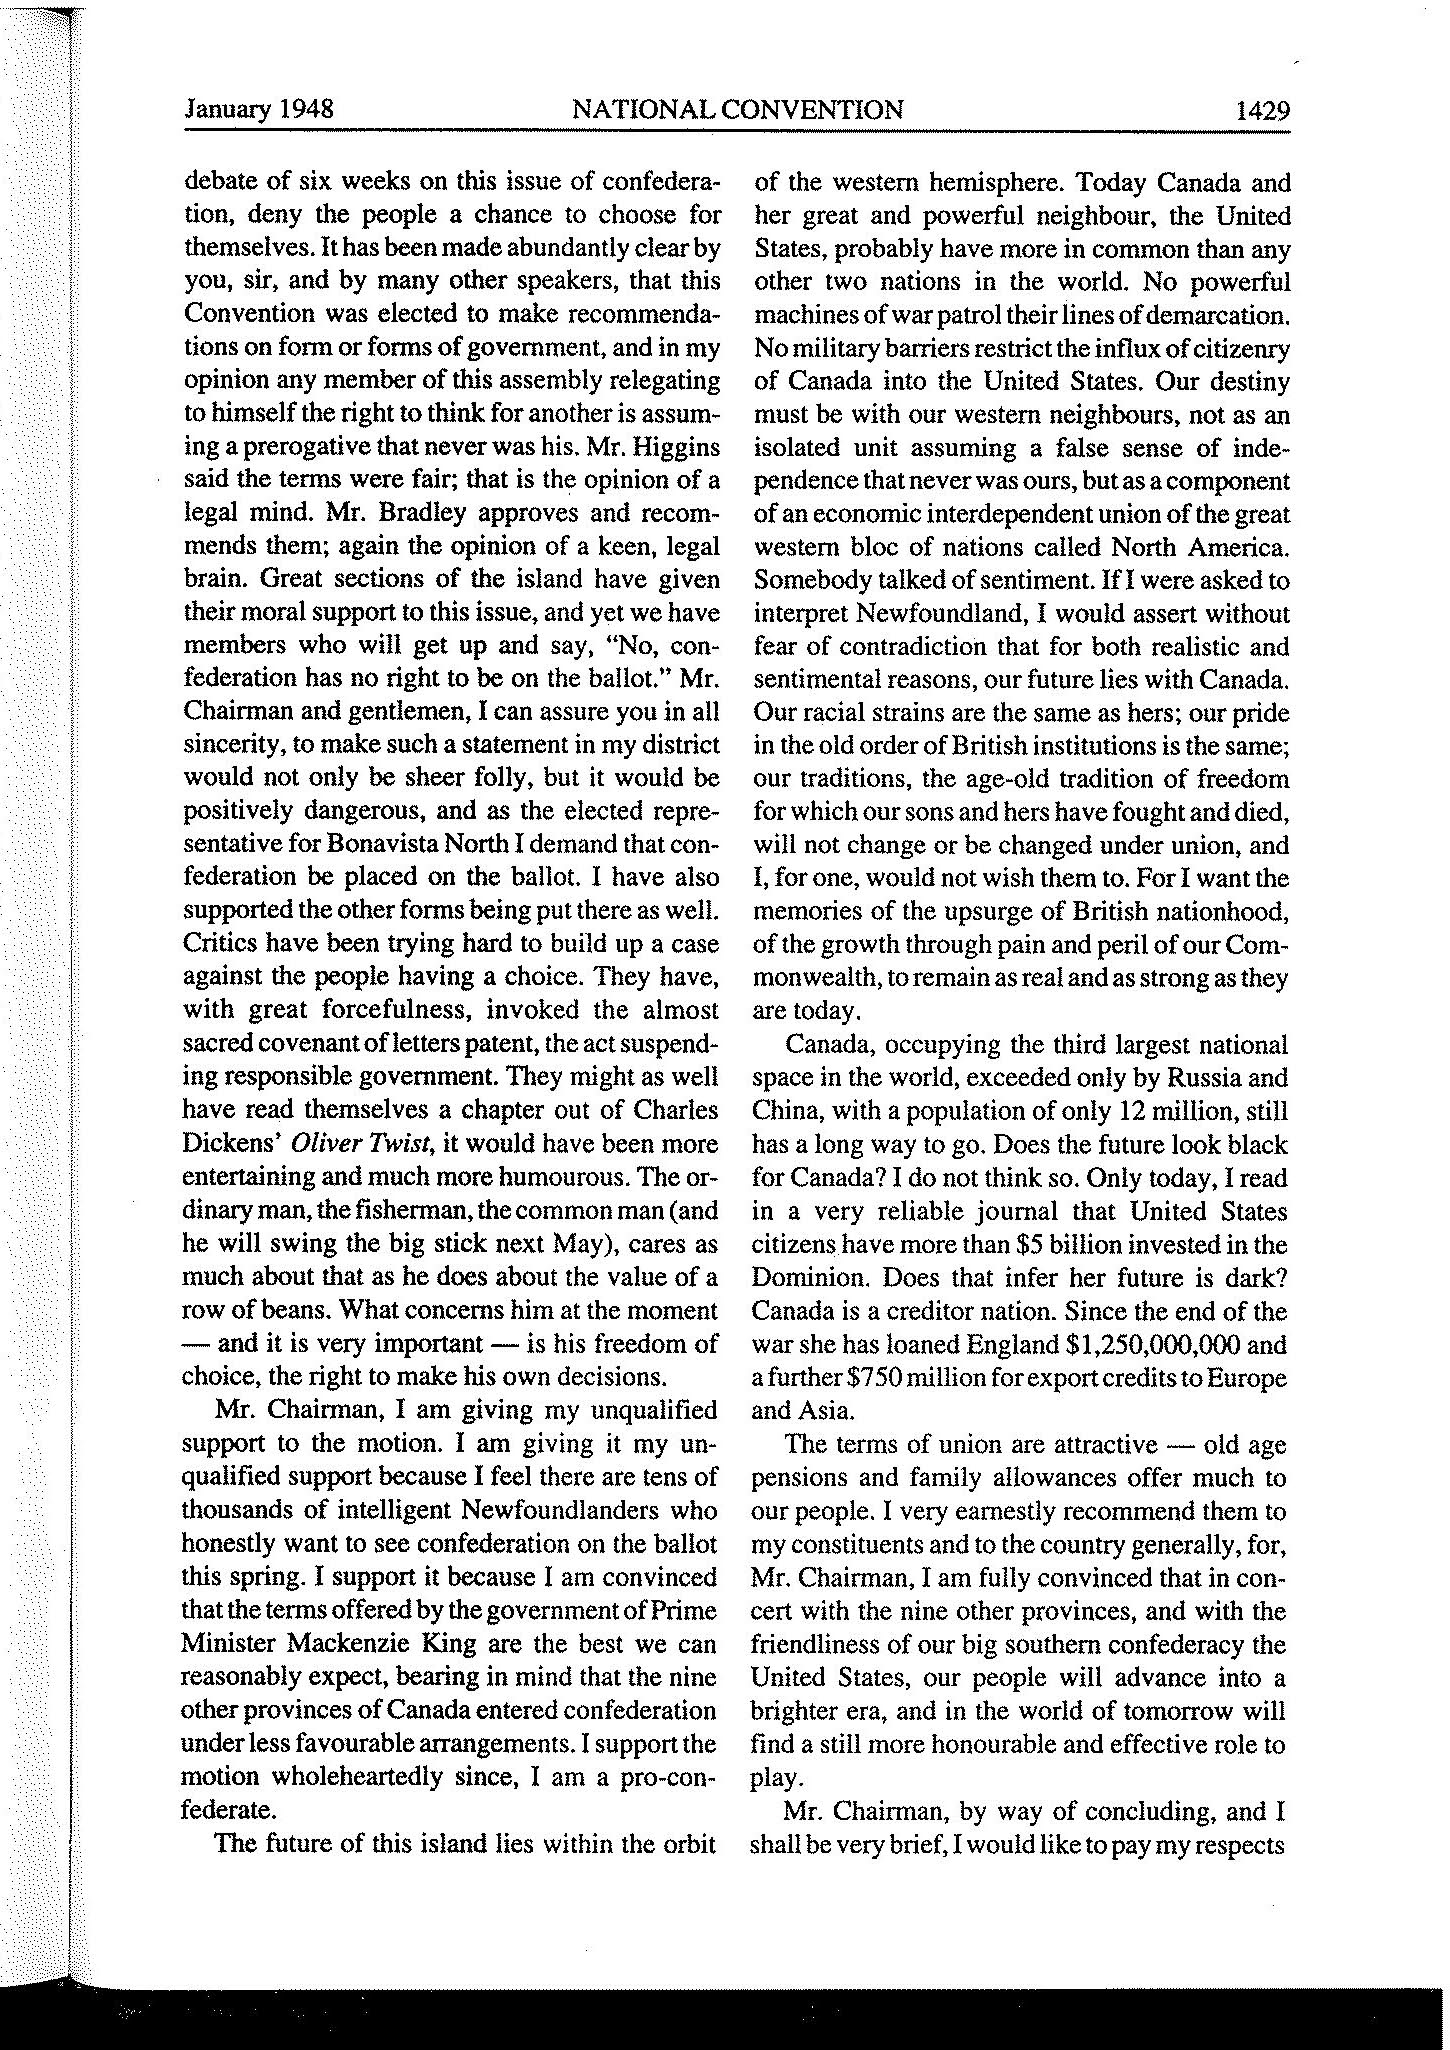 January 1948 NATIONAL CONVENTION 1429
debate of six weeks on this issue of confedera-
tion, deny the people a chance to choose for
themselves. It has been made abundantly clear by
you, sir, and by many other speakers, that this
Convention was elected to make recommenda-
tions on form or forms of government, and in my
opinion any member of this assembly relegating
to himself the right to think for another is assum-
ing a prerogative that never was his. Mr. Higgins
said the terms were fair; that is the opinion of a
legal mind. Mr. Bradley approves and recom-
mends them; again the opinion of a keen, legal
brain. Great sections of the island have given
their moral support to this issue, and yet we have
members who will get up and say, "No, con-
federation has no right to be on the ballot." Mr.
Chairman and gentlemen, I can assure you in all
sincerity, to make such a statement in my district
would not only be sheer folly, but it would be
positively dangerous, and as the elected repre-
sentative for Bonavista North I demand that con-
federation be placed on the ballot. I have also
supported the other forms being put there as well.
Critics have been trying hard to build up a case
against the people having a choice. They have,
with great forcefulness, invoked the almost
sacred covenant of letters patent, the act suspend-
ing responsible government. They might as well
have read themselves a chapter out of Charles
Dickens' Oliver Twist, it would have been more
entertaining and much more humourous. The or-
dinary man, the fisherman, the common man (and
he will swing the big stick next May), cares as
much about that as he does about the value of a
row of beans. What concerns him at the moment
— and it is very important — is his freedom of
choice, the right to make his own decisions.
Mr. Chairman, I am giving my unqualified
support to the motion. I am giving it my un-
qualified support because I feel there are tens of
thousands of intelligent Newfoundlanders who
honestly want to see confederation on the ballot
this spring. I support it because I am convinced
that the terms offered by the government of Prime
Minister Mackenzie King are the best we can
reasonably expect, bearing in mind that the nine
other provinces of Canada entered confederation
under less favourable arrangements. I support the
motion wholeheartedly since, I am a pro-con-
federate.
The future of this island lies within the orbit
of the western hemisphere. Today Canada and
her great and powerful neighbour, the United
States, probably have more in common than any
other two nations in the world. No powerful
machines of war patrol their lines of demarcation.
No military barriers restrict the influx of citizenry
of Canada into the United States. Our destiny
must be with our western neighbours, not as an
isolated unit assuming a false sense of inde-
pendence that never was ours, but as a component
of an economic interdependent union of the great
western bloc of nations called North America.
Somebody talked of sentiment. If I were asked to
interpret Newfoundland, I would assert without
fear of contradiction that for both realistic and
sentimental reasons, our future lies with Canada.
Our racial strains are the same as hers; our pride
in the old order of British institutions is the same;
our traditions, the age-old tradition of freedom
for which our sons and hers have fought and died,
will not change or be changed under union, and
I, for one, would not wish them to. For I want the
memories of the upsurge of British nationhood,
of the growth through pain and peril of our Com-
monwealth, to remain as real and as strong as they
are today.
Canada, occupying the third largest national
space in the world, exceeded only by Russia and
China, with a population of only 12 million, still
has a long way to go. Does the future look black
for Canada? I do not think so. Only today, I read
in a very reliable journal that United States
citizens have more than $5 billion invested in the
Dominion. Does that infer her future is dark?
Canada is a creditor nation. Since the end of the
war she has loaned England $1,250,000,000 and
a further $750 million for export credits to Europe
and Asia.
The terms of union are attractive — old age
pensions and family allowances offer much to
our people. I very earnestly recommend them to
my constituents and to the country generally, for,
Mr. Chairman, I am fully convinced that in con-
cert with the nine other provinces, and with the
friendliness of our big southern confederacy the
United States, our people will advance into a
brighter era, and in the world of tomorrow will
find a still more honourable and effective role to
play.
Mr. Chairman, by way of concluding, and I
shall be very brief, I would like to pay my respects